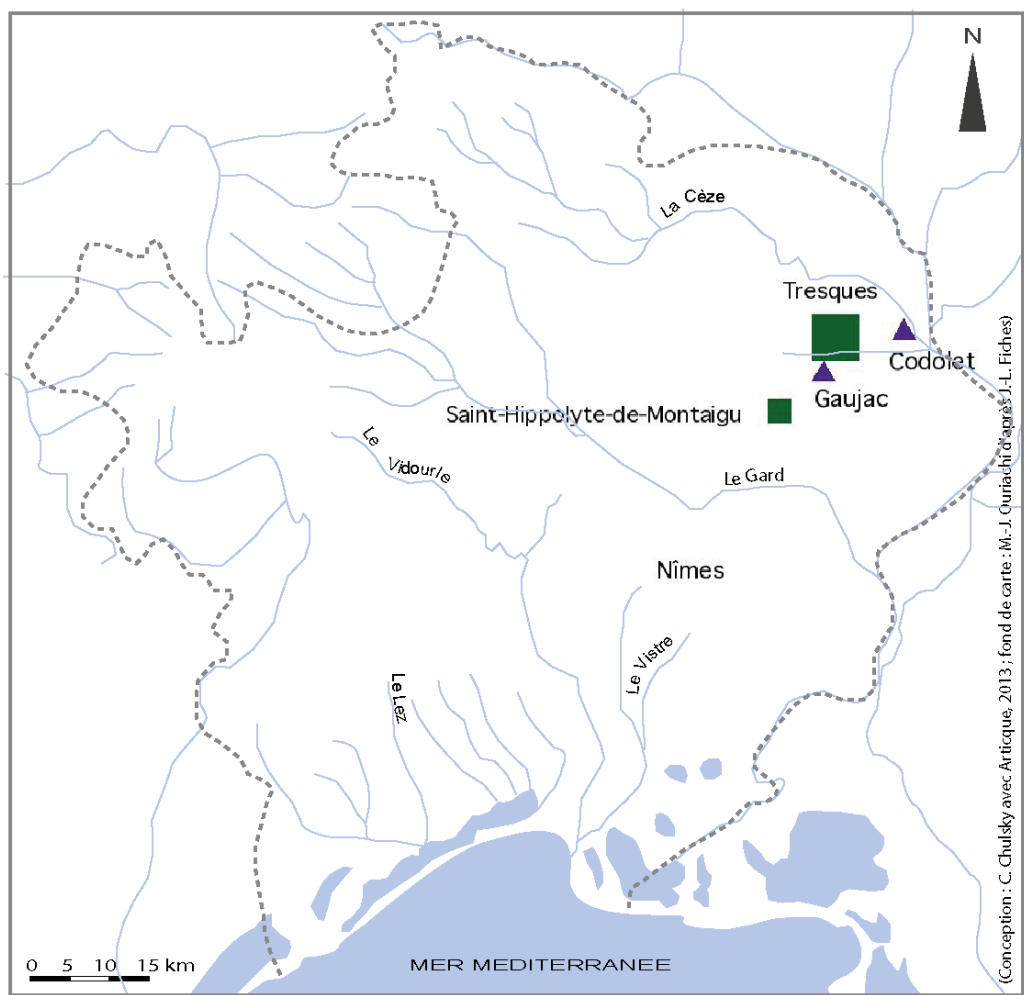 N
La Cèze
Tresques
Codolet
Gaujac
Saint-Hippolyte-de-Montaigu
Le Vidourle
Le Gard
Nîmes
Le Vistre
Le Lez
0 5 10 15 km
MER MEDITERRANEE
(Conception : C. Chulsky avec Articque, 2013 ; fond de carte : M.-J. Ouriachi d'après J.-L. Fiches)